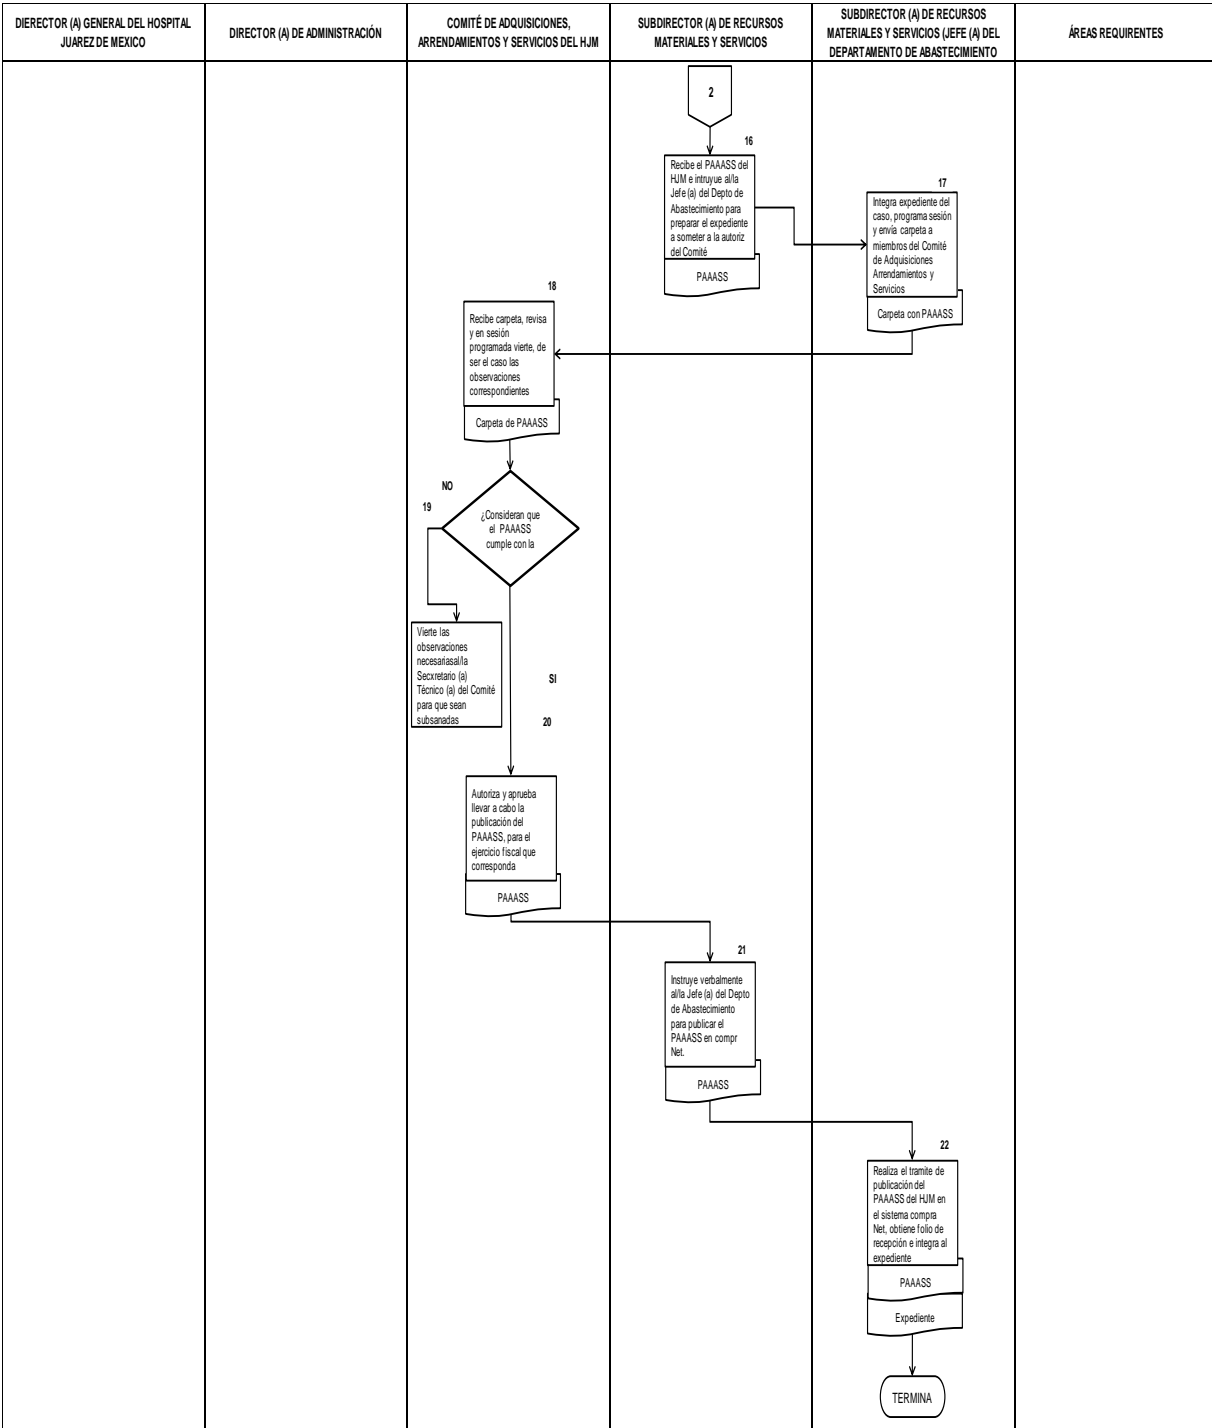 DIERECTOR (A) GENERAL DEL HOSPITAL
JUAREZ DE MEXICO
DIRECTOR (A) DE ADMINISTRACIÓN
COMITÉ DE ADQUISICIONES,
ARRENDAMIENTOS Y SERVICIOS DEL HJM
SUBDIRECTOR (A) DE RECURSOS
MATERIALES Y SERVICIOS
SUBDIRECTOR (A) DE RECURSOS
MATERIALES Y SERVICIOS (JEFE (A) DEL
DEPARTAMENTO DE ABASTECIMIENTO
ÁREAS REQUIRENTES
2
16
Recibe el PAAASS del
HJM e intruyue al/la
Jefe (a) del Depto de
Abastecimiento para
preparar el expediente
a someter a la autoriz
del Comité
PAAASS
17
Integra expediente del
caso, programa sesión
y envía carpeta a
miembros del Comité
de Adquisiciones
Arrendamientos y
Servicios
Carpeta con PAAASS
18
Recibe carpeta, revisa
y en sesión
programada vierte, de
ser el caso las
observaciones
correspondientes
Carpeta de PAAASS
NO
19
¿Consideran que
el PAAASS
cumple con la
Vierte las
observaciones
necesariasal/la
Secxretario (a)
Técnico (a) del Comité
para que sean
subsanadas
SI
20
Autoriza y aprueba
llevar a cabo la
publicación del
PAAASS, para el
ejercicio fiscal que
corresponda
PAAASS
21
Instruye verbalmente
al/la Jefe (a) del Depto
de Abastecimiento
para publicar el
PAAASS en compr
Net.
PAAASS
22
Realiza el tramite de
publicación del
PAAASS del HJM en
el sistema compra
Net, obtiene folio de
recepción e integra al
expediente
PAAASS
Expediente
TERMINA